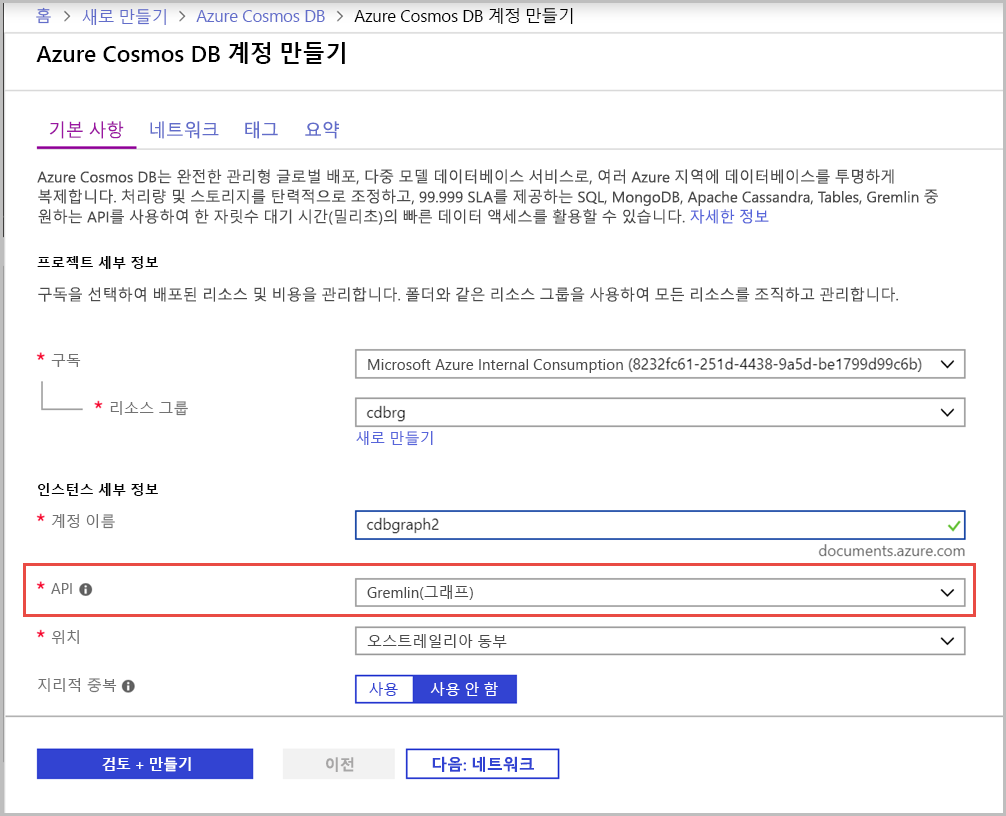 홈 > 새로 만들기 > Azure Cosmos DB > Azure Cosmos DB 계정 만들기
Azure Cosmos DB 계정 만들기
기본 사항 네트워크 태그 요약
Azure Cosmos DB는 완전한 관리형 글로벌 배포, 다중 모델 데이터베이스 서비스로, 여러 Azure 지역에 데이터베이스를 투명하게
복제합니다. 처리량 및 스토리지를 탄력적으로 조정하고, 99.999 SLA를 제공하는 SQL, MongoDB, Apache Cassandra, Tables, Gremlin 중
원하는 API를 사용하여 한 자릿수 대기 시간(밀리초)의 빠른 데이터 액세스를 활용할 수 있습니다. 자세한 정보
프로젝트 세부 정보
구독을 선택하여 배포된 리소스 및 비용을 관리합니다. 폴더와 같은 리소스 그룹을 사용하여 모든 리소스를 조직하고 관리합니다.
* 구독 Microsoft Azure Internal Consumption (8232fc61-251d-4438-9a5d-be1799d99c6b)
* 리소스 그룹 cdbrg
새로 만들기
인스턴스 세부 정보
* 계정 이름 cdbgraph2
documents.azure.com
* API Gremlin(그래프)
* 위치 오스트레일리아 동부
지리적 중복 사용 사용 안 함
검토 + 만들기 이전 다음: 네트워크